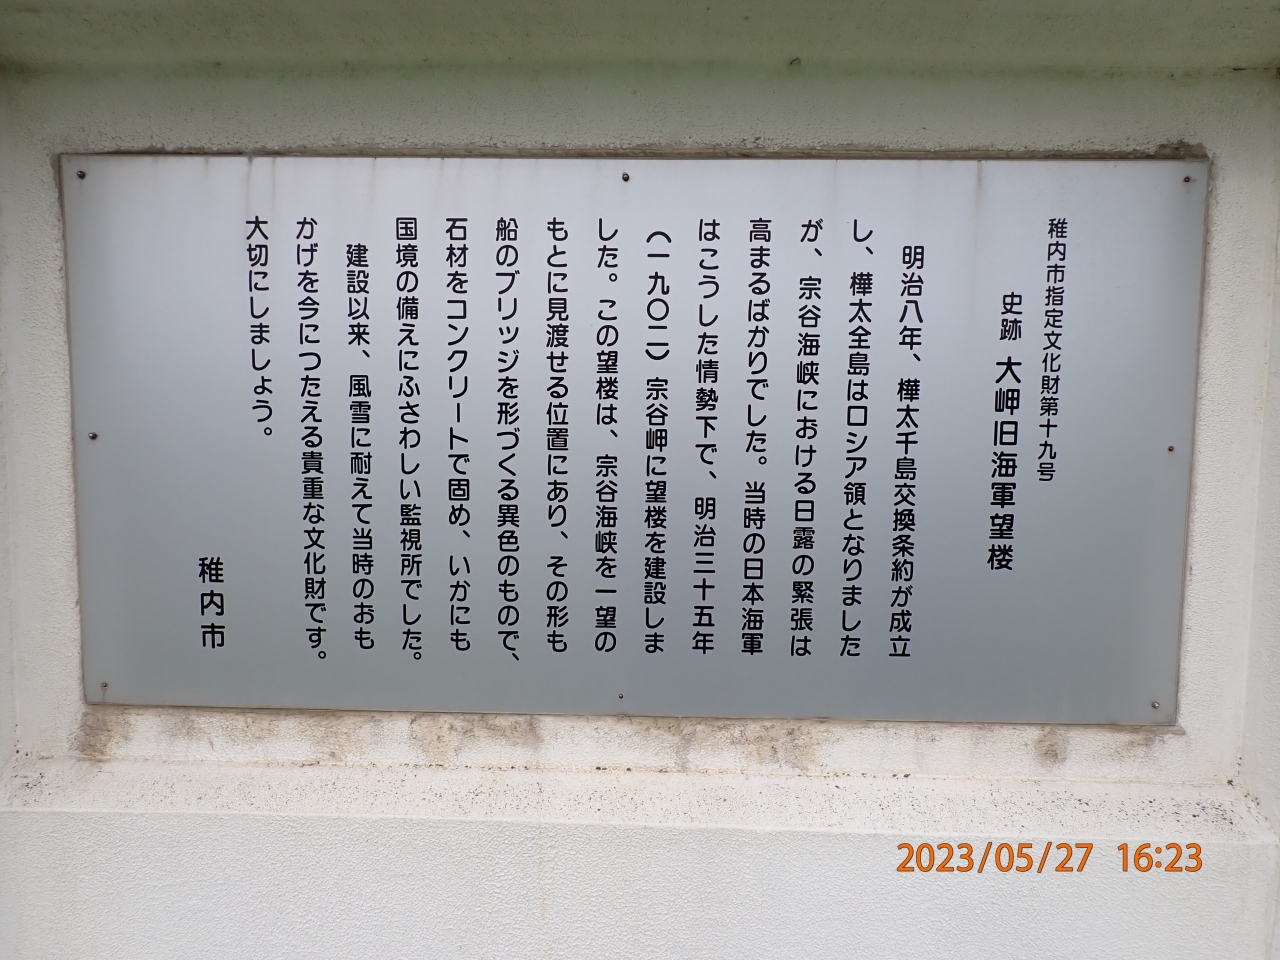 稚内市指定文化財第十九号
史跡 大岬旧海軍望楼
明治八年、樺太千島交換条約が成立
し、樺太全島はロシア領となりました
が、宗谷海峡における日露の緊張は
高まるばかりでした。当時の日本海軍
はこうした情勢下で、明治三十五年
(一九〇二)宗谷岬に望楼を建設しま
した。この望楼は、宗谷海峡を一望の
もとに見渡せる位置にあり、その形も
船のブリッジを形づくる異色のもので、
石材をコンクリートで固め、いかにも
国境の備えにふさわしい監視所でした。
建設以来、風雪に耐えて当時のおも
かげを今につたえる貴重な文化財です。
大切にしましょう。
稚内市
2023/05/27 16:23